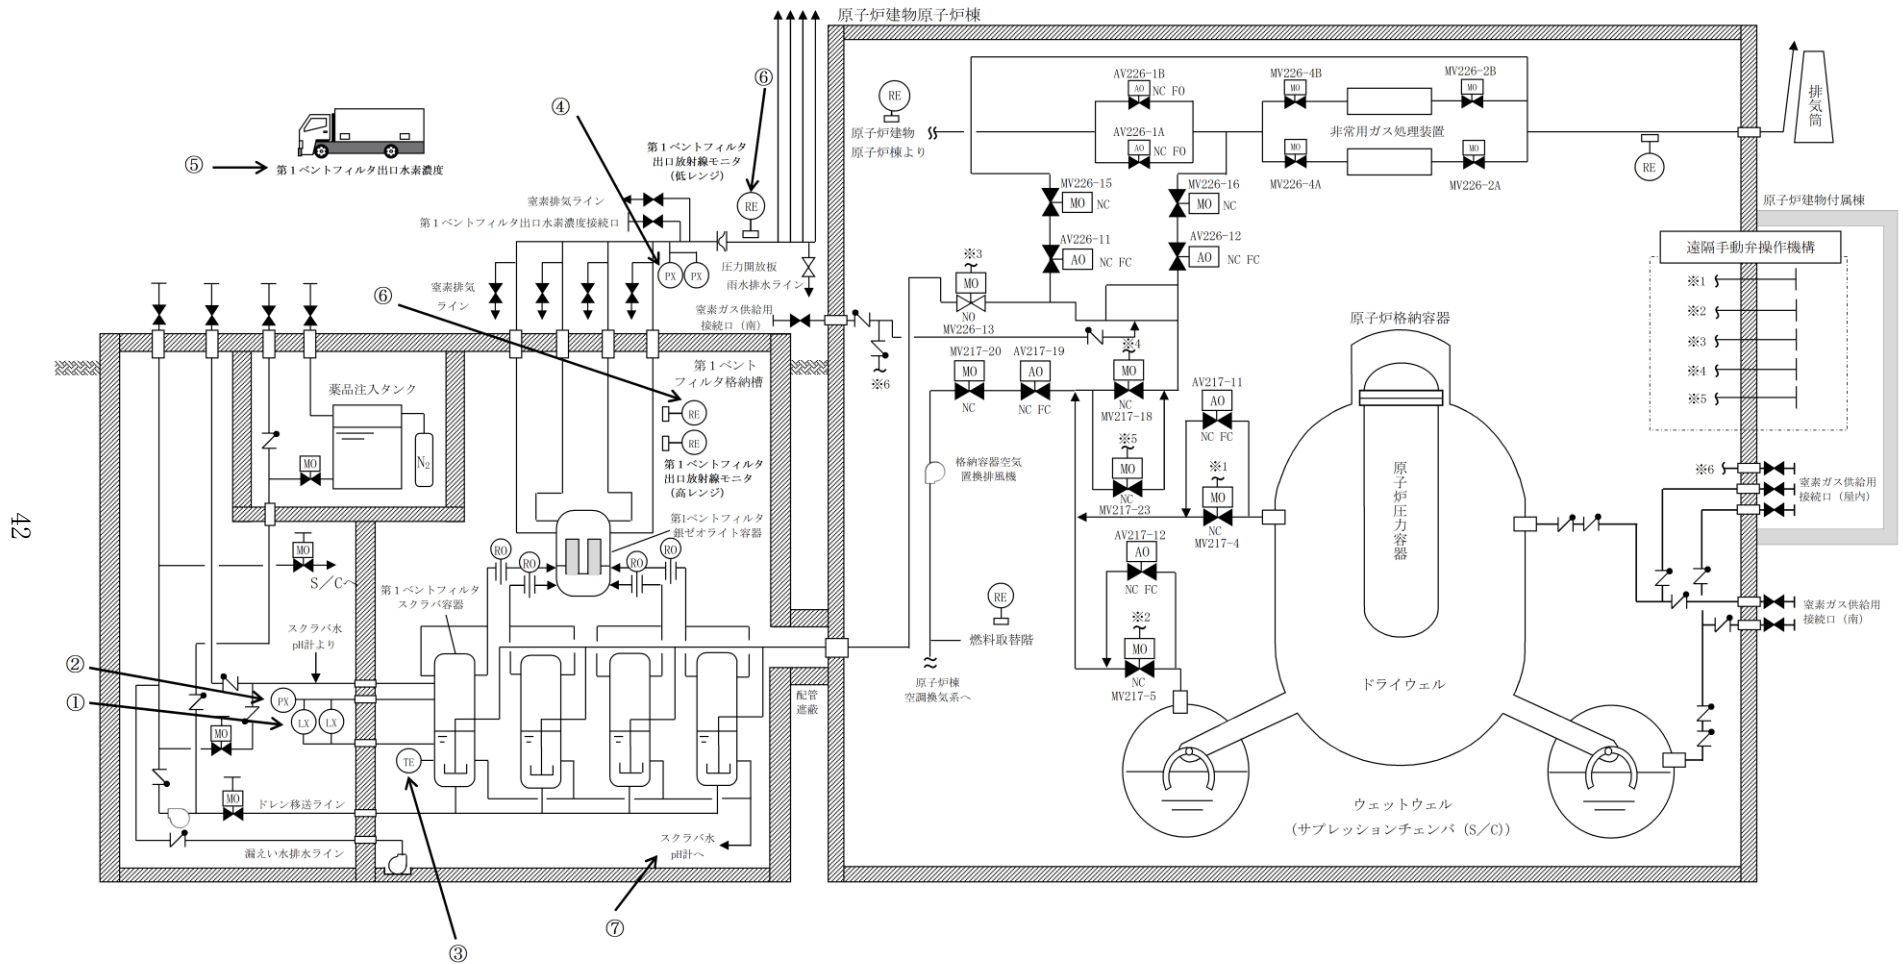 原子炉建物原子炉棟
⑥
④
⑤
第1ベントフィルタ出口水素濃度
第1ベントフィルタ
出口放射線モニタ
(低レンジ)
RE
窒素排気ライン
第1ベントフィルタ出口水素濃度接続口
PX
PX
圧力開放板
雨水排水ライン
窒素排気
ライン
⑥
窒素ガス供給用
接続口(南)
※6
RE
原子炉建物
原子炉棟より
AV226-1B
AO
NC FO
AV226-1A
AO
NC FO
MV226-4B
MO
MV226-2B
MO
非常用ガス処理装置
MO
MV226-4A
MO
MV226-2A
RE
排気筒
MV226-15
MO
NC
MV226-16
MO
NC
AV226-11
AO
NC FC
AV226-12
AO
NC FC
※3
MO
NO
MV226-13
原子炉建物付属棟
遠隔手動弁操作機構
※1
※2
※3
※4
※5
※6
窒素ガス供給用
接続口(屋内)
窒素ガス供給用
接続口(南)
MV217-20
MO
NC
AV217-19
AO
NC FC
※4
MO
NC
MV217-18
※5
MO
NC
MV217-23
AV217-11
AO
NC FC
※1
MO
NC
MV217-4
AV217-12
AO
NC FC
※2
MO
NC
MV217-5
格納容器空気
置換排風機
RE
燃料取替階
原子炉棟
空調換気系へ
原子炉格納容器
原子炉圧力容器
ドライウェル
ウェットウェル
(サプレッションチェンバ(S/C))
第1ベント
フィルタ格納槽
RE
RE
第1ベントフィルタ
出口放射線モニタ
(高レンジ)
薬品注入タンク
MO
N₂
第1ベントフィルタ
銀ゼオライト容器
RO
RO
RO
RO
MO
S/Cへ
第1ベントフィルタ
スクラバ容器
スクラバ水
pH計より
②
①
PX
LX
LX
MO
TE
MO
ドレン移送ライン
漏えい水排水ライン
配管
遮蔽
スクラバ水
pH計へ
⑦
③
42